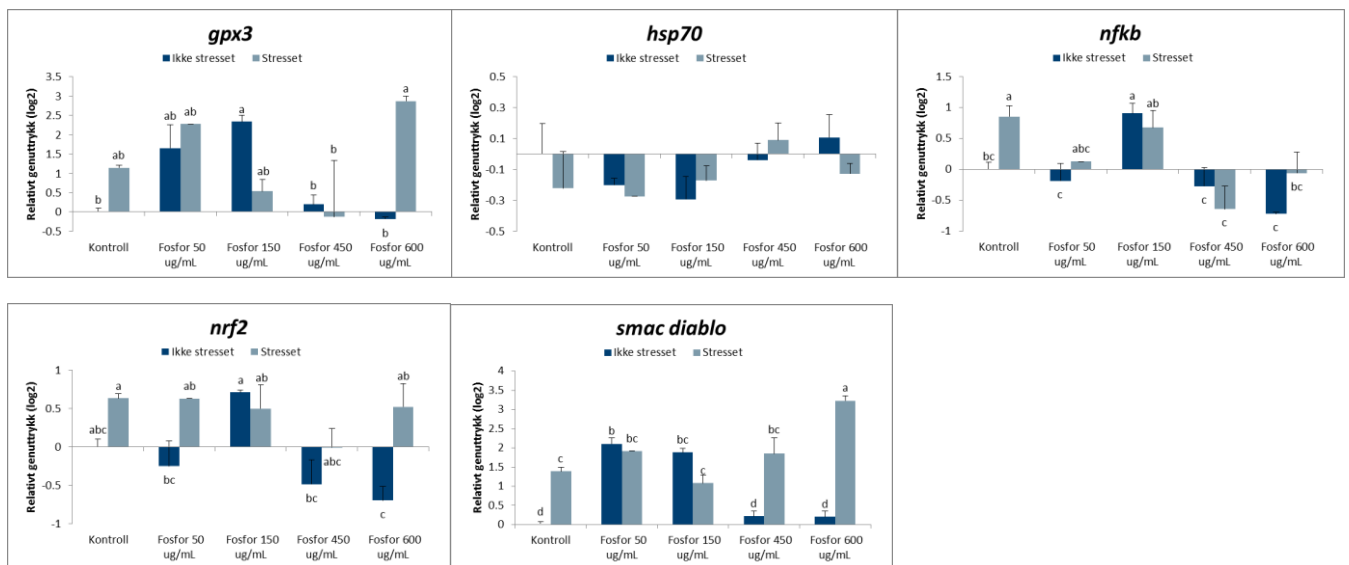 gpx3
Ikke stresset Stresset
Relativt genuttrykk (log2)
3.5
3
2.5
2
1.5
1
0.5
0
-0.5
b ab ab ab a ab b b b a
Kontroll Fosfor 50 ug/mL Fosfor 150 ug/mL Fosfor 450 ug/mL Fosfor 600 ug/mL
hsp70
Ikke stresset Stresset
Relativt genuttrykk (log2)
0.5
0.3
0.1
-0.1
-0.3
-0.5
Kontroll Fosfor 50 ug/mL Fosfor 150 ug/mL Fosfor 450 ug/mL Fosfor 600 ug/mL
nfkb
Ikke stresset Stresset
Relativt genuttrykk (log2)
1.5
1
0.5
0
-0.5
-1
bc a c abc a ab c c c bc
Kontroll Fosfor 50 ug/mL Fosfor 150 ug/mL Fosfor 450 ug/mL Fosfor 600 ug/mL
nrf2
Ikke stresset Stresset
Relativt genuttrykk (log2)
1
0.5
0
-0.5
-1
abc a bc ab a ab bc abc c ab
Kontroll Fosfor 50 ug/mL Fosfor 150 ug/mL Fosfor 450 ug/mL Fosfor 600 ug/mL
smac diablo
Ikke stresset Stresset
Relativt genuttrykk (log2)
4
3.5
3
2.5
2
1.5
1
0.5
0
d c b bc bc c d bc d a
Kontroll Fosfor 50 ug/mL Fosfor 150 ug/mL Fosfor 450 ug/mL Fosfor 600 ug/mL